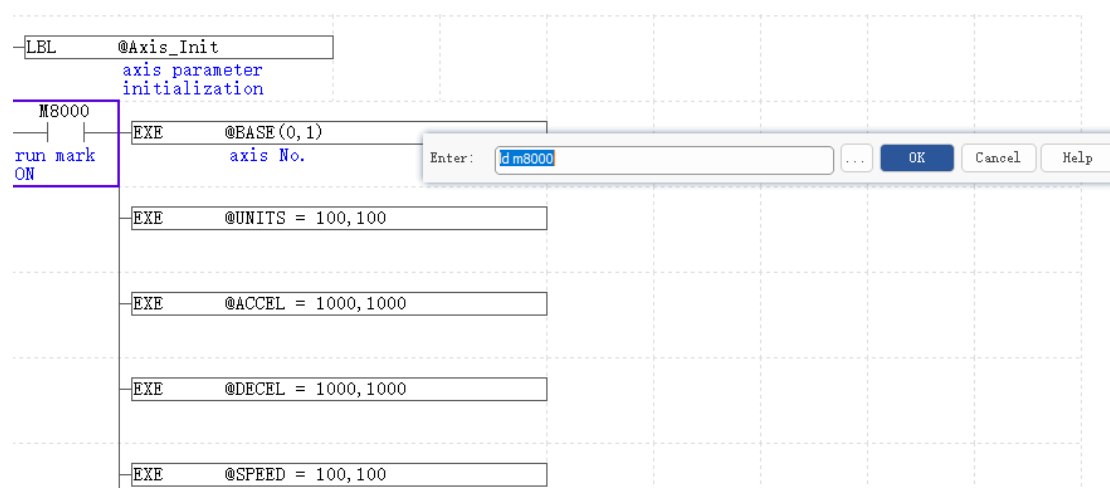 LBL @Axis_Init
axis parameter
initialization
M8000
run mark
ON
EXE @BASE(0,1)
axis No.
Enter: ld m8000 ... OK Cancel Help
EXE @UNITS = 100,100
EXE @ACCEL = 1000,1000
EXE @DECEL = 1000,1000
EXE @SPEED = 100,100